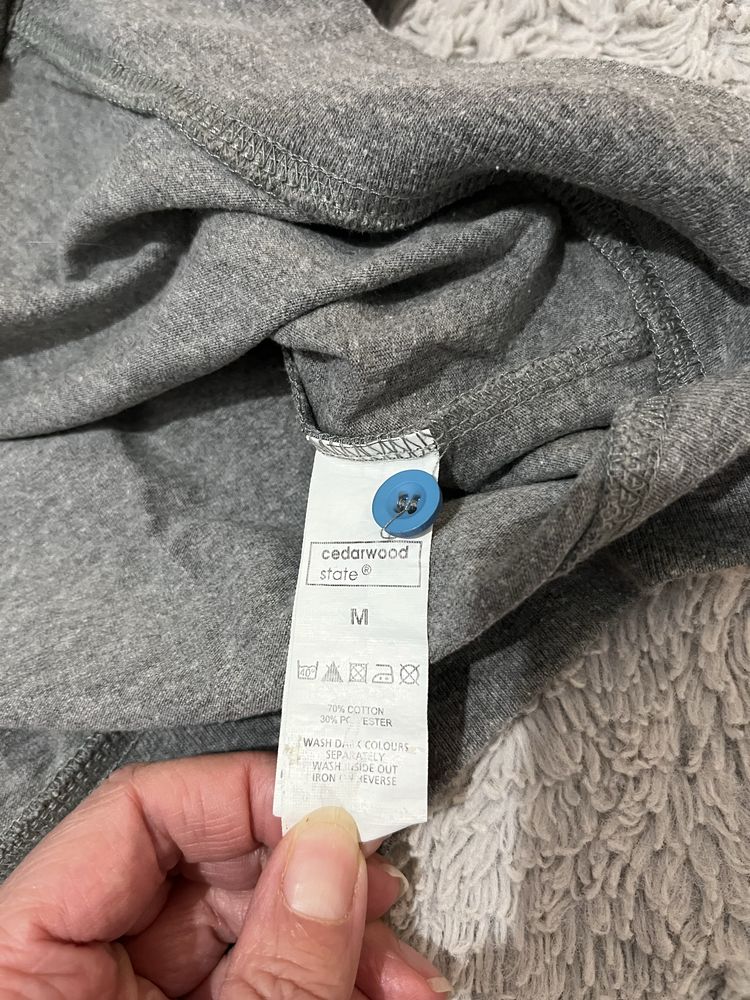 cedarwood
state®
M
40°
70% COTTON
30% POLYESTER
WASH DARK COLOURS
SEPARATELY
WASH INSIDE OUT
IRON ON REVERSE